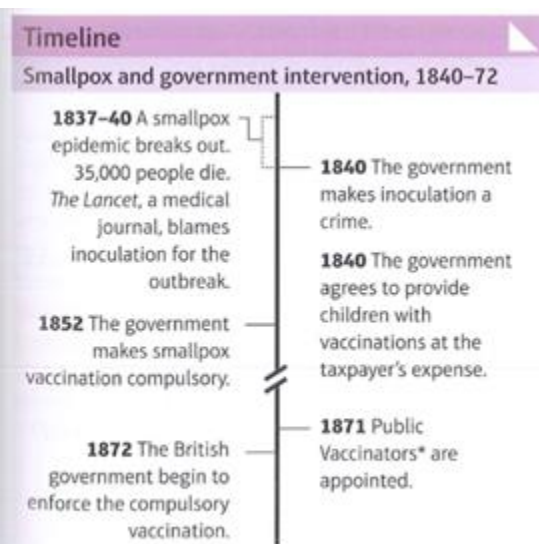 Timeline
Smallpox and government intervention, 1840–72
1837–40 A smallpox
epidemic breaks out.
35,000 people die.
The Lancet, a medical
journal, blames
inoculation for the
outbreak.
1840 The government
makes inoculation a
crime.
1840 The government
agrees to provide
children with
vaccinations at the
taxpayer's expense.
1852 The government
makes smallpox
vaccination compulsory.
1871 Public
Vaccinators* are
appointed.
1872 The British
government begin to
enforce the compulsory
vaccination.